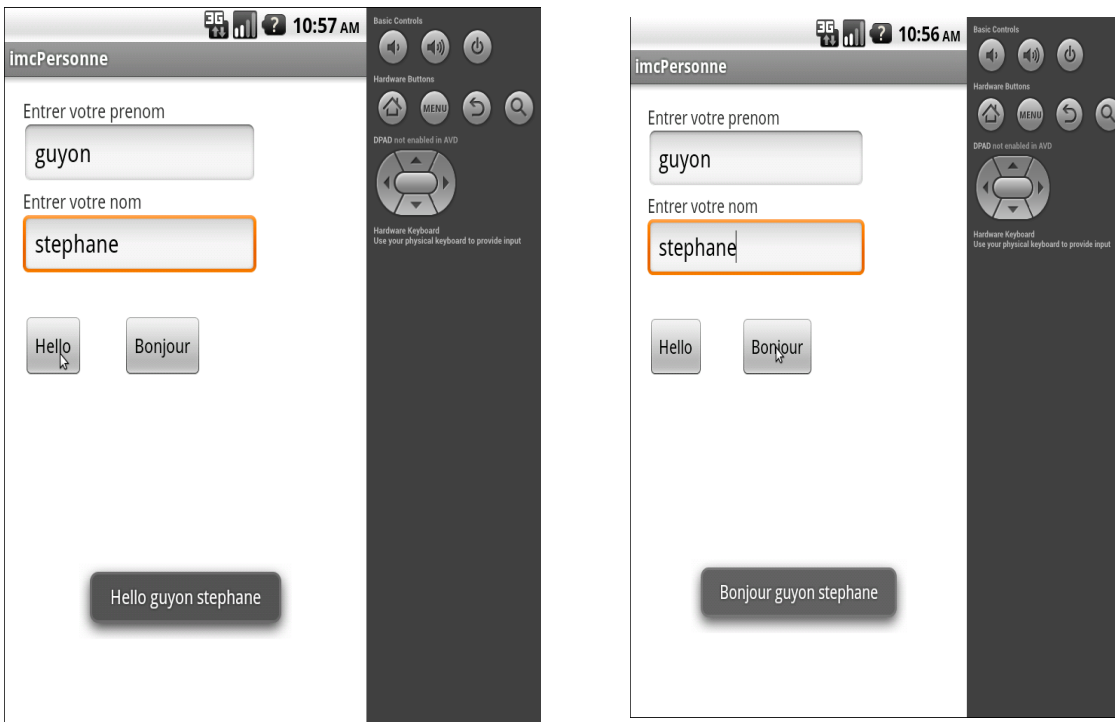 10:57 AM
imcPersonne
Entrer votre prenom
guyon
Entrer votre nom
stephane
Hello
Bonjour
Hello guyon stephane
Basic Controls
Hardware Buttons
MENU
DPAD not enabled in AVD
Hardware Keyboard
Use your physical keyboard to provide input
3G
?
10:56 AM
imcPersonne
Entrer votre prenom
guyon
Entrer votre nom
stephane
Hello
Bonjour
Bonjour guyon stephane
Basic Controls
Hardware Buttons
MENU
DPAD not enabled in AVD
Hardware Keyboard
Use your physical keyboard to provide input
3G
?